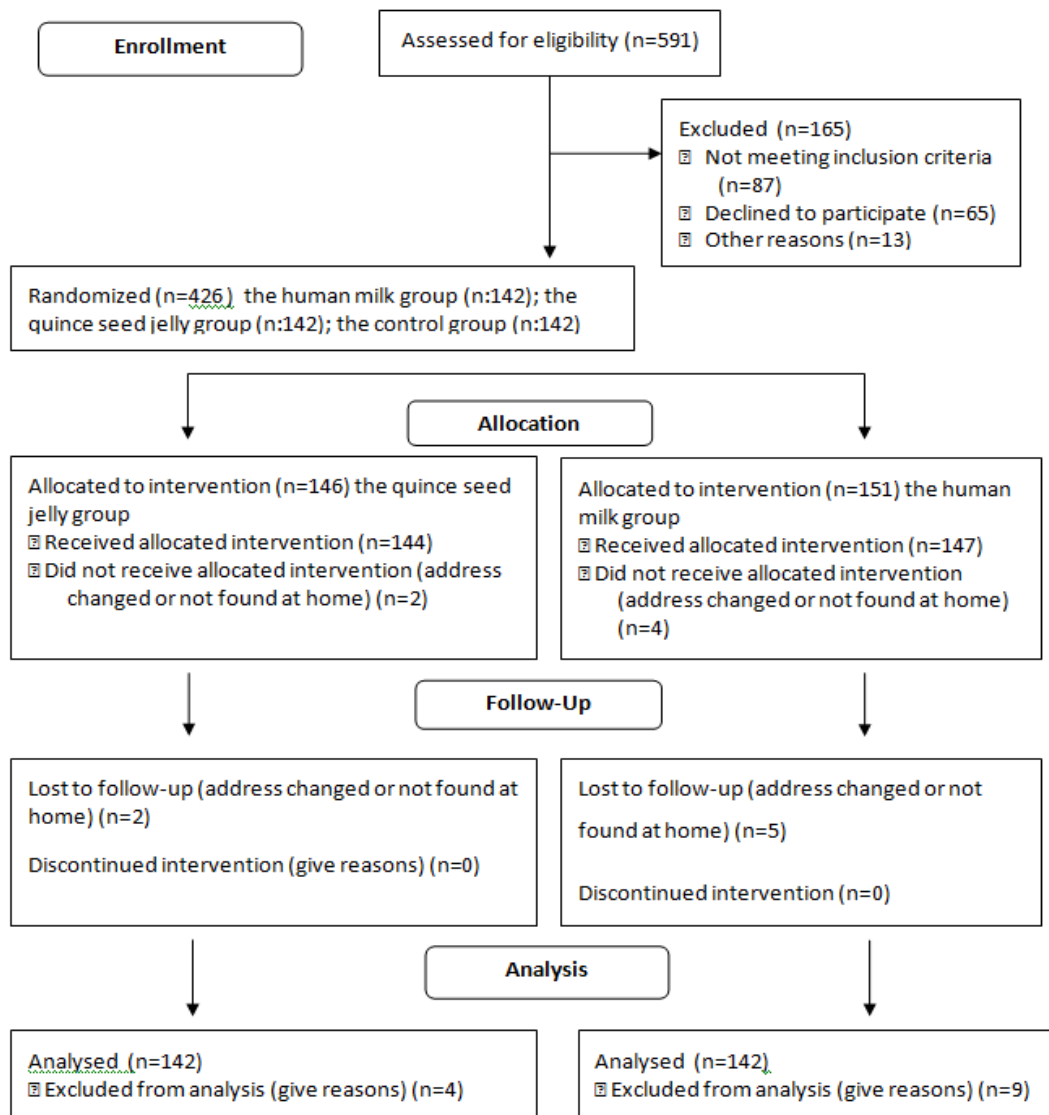 Enrollment
Assessed for eligibility (n=591)
Excluded (n=165)
⍰ Not meeting inclusion criteria
(n=87)
⍰ Declined to participate (n=65)
⍰ Other reasons (n=13)
Randomized (n=426) the human milk group (n:142); the
quince seed jelly group (n:142); the control group (n:142)
Allocation
Allocated to intervention (n=146) the quince seed
jelly group
⍰ Received allocated intervention (n=144)
⍰ Did not receive allocated intervention (address
changed or not found at home) (n=2)
Allocated to intervention (n=151) the human
milk group
⍰ Received allocated intervention (n=147)
⍰ Did not receive allocated intervention
(address changed or not found at home)
(n=4)
Follow-Up
Lost to follow-up (address changed or not found at
home) (n=2)
Discontinued intervention (give reasons) (n=0)
Lost to follow-up (address changed or not
found at home) (n=5)
Discontinued intervention (n=0)
Analysis
Analysed (n=142)
⍰ Excluded from analysis (give reasons) (n=4)
Analysed (n=142)
⍰ Excluded from analysis (give reasons) (n=9)